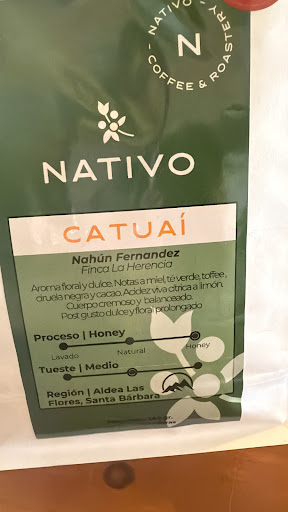 NATIVO
N
COFFEE & ROASTERY
NATIVO
CATUAÍ
Nahún Fernandez
Finca La Herencia
Aroma floral y dulce. Notas a miel, té verde, toffee,
ciruela negra y cacao. Acidez viva cítrica a limón.
Cuerpo cremoso y balanceado.
Post gusto dulce y floral prolongado
Proceso | Honey
Lavado Natural Honey
Tueste | Medio
Región | Aldea Las
Flores, Santa Bárbara